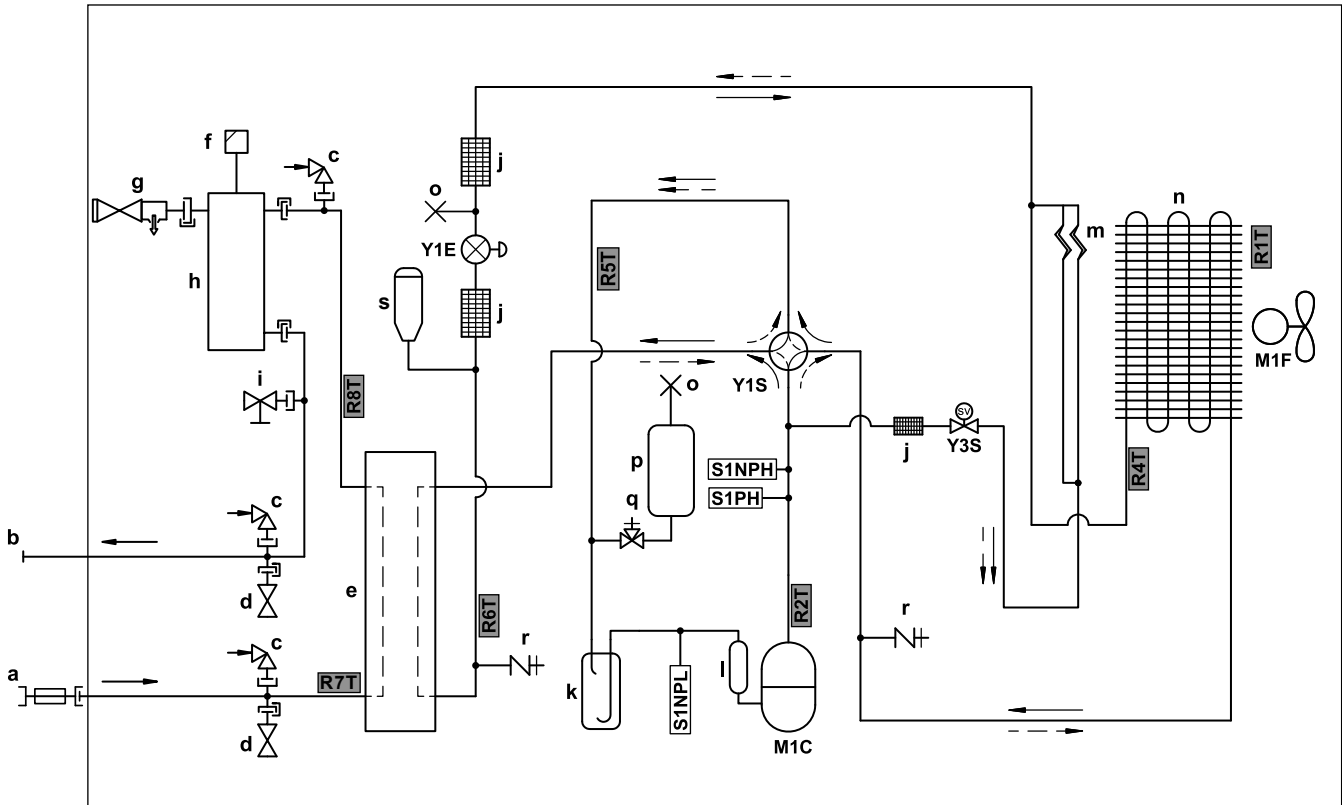 f
c
g
h
i
R8T
c
b
d
e
c
a
R7T
d
j
o
Y1E
s
j
R5T
R6T
r
o
p
q
k
S1NPL
l
M1C
R2T
Y1S
S1NPH
S1PH
j
SV
Y3S
r
m
n
R1T
M1F
R4T